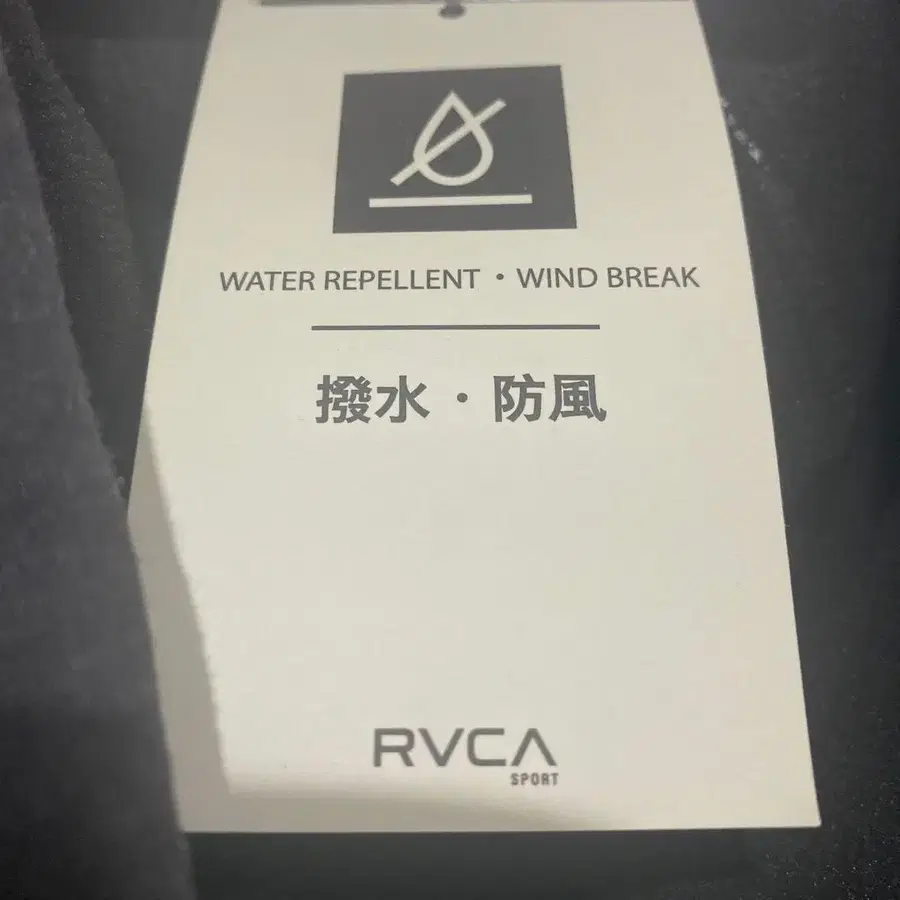 WATER REPELLENT・WIND BREAK
撥水・防風
RVCA
SPORT